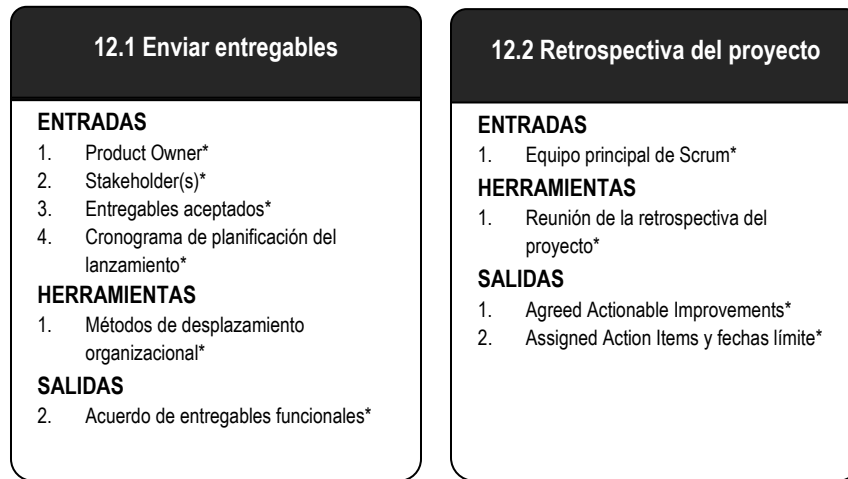 12.1 Enviar entregables
ENTRADAS
1. Product Owner*
2. Stakeholder(s)*
3. Entregables aceptados*
4. Cronograma de planificación del
lanzamiento*
HERRAMIENTAS
1. Métodos de desplazamiento
organizacional*
SALIDAS
2. Acuerdo de entregables funcionales*
12.2 Retrospectiva del proyecto
ENTRADAS
1. Equipo principal de Scrum*
HERRAMIENTAS
1. Reunión de la retrospectiva del
proyecto*
SALIDAS
1. Agreed Actionable Improvements*
2. Assigned Action Items y fechas límite*